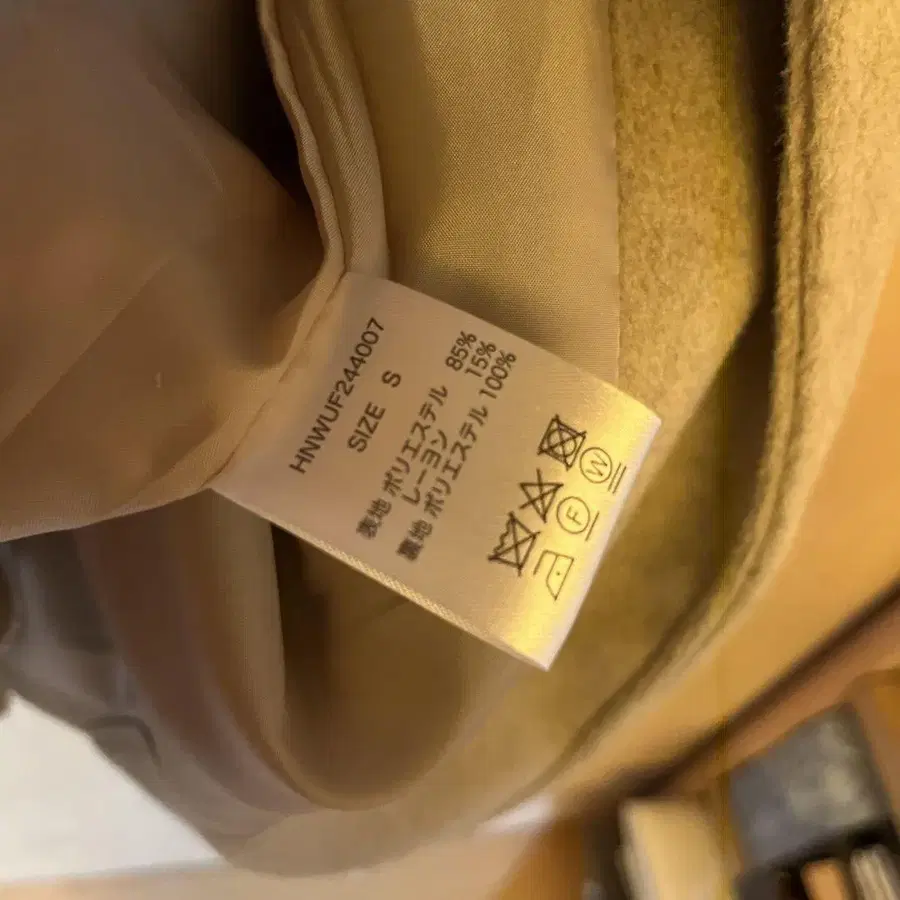 HNWUF244007
SIZE S
表地 ポリエステル 85%
レーヨン 15%
裏地 ポリエステル 100%
F W